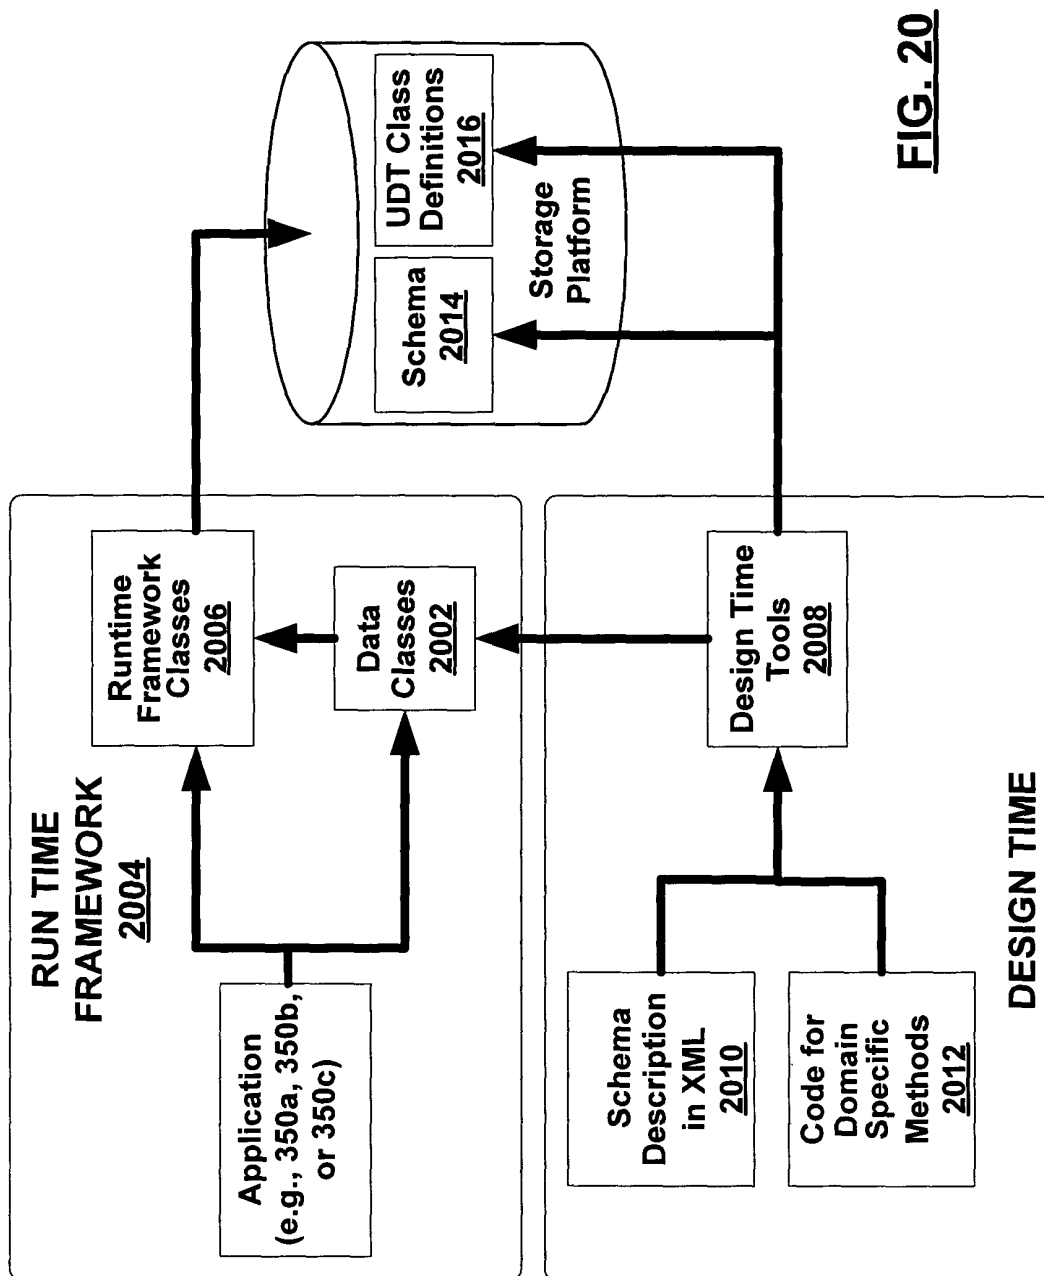 RUN TIME
FRAMEWORK
2004
Application
(e.g., 350a, 350b,
or 350c)
Runtime
Framework
Classes
2006
Data
Classes
2002
Schema
2014
UDT Class
Definitions
2016
Storage
Platform
Schema
Description
in XML
2010
Code for
Domain
Specific
Methods
2012
Design Time
Tools
2008
DESIGN TIME
FIG. 20